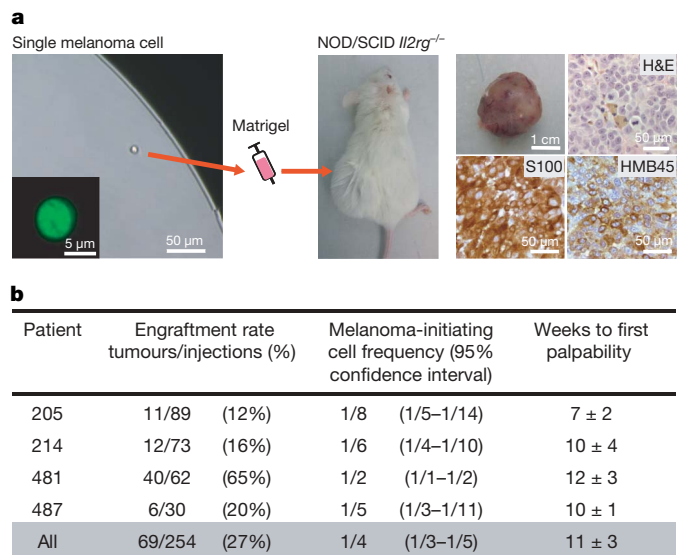 a
Single melanoma cell
NOD/SCID Il2rg–/–
Matrigel
5 µm
50 µm
1 cm
H&E
50 µm
S100
50 µm
HMB45
50 µm
b
Patient Engraftment rate tumours/injections (%) Melanoma-initiating cell frequency (95% confidence interval) Weeks to first palpability
205 11/89 (12%) 1/8 (1/5–1/14) 7 ± 2
214 12/73 (16%) 1/6 (1/4–1/10) 10 ± 4
481 40/62 (65%) 1/2 (1/1–1/2) 12 ± 3
487 6/30 (20%) 1/5 (1/3–1/11) 10 ± 1
All 69/254 (27%) 1/4 (1/3–1/5) 11 ± 3